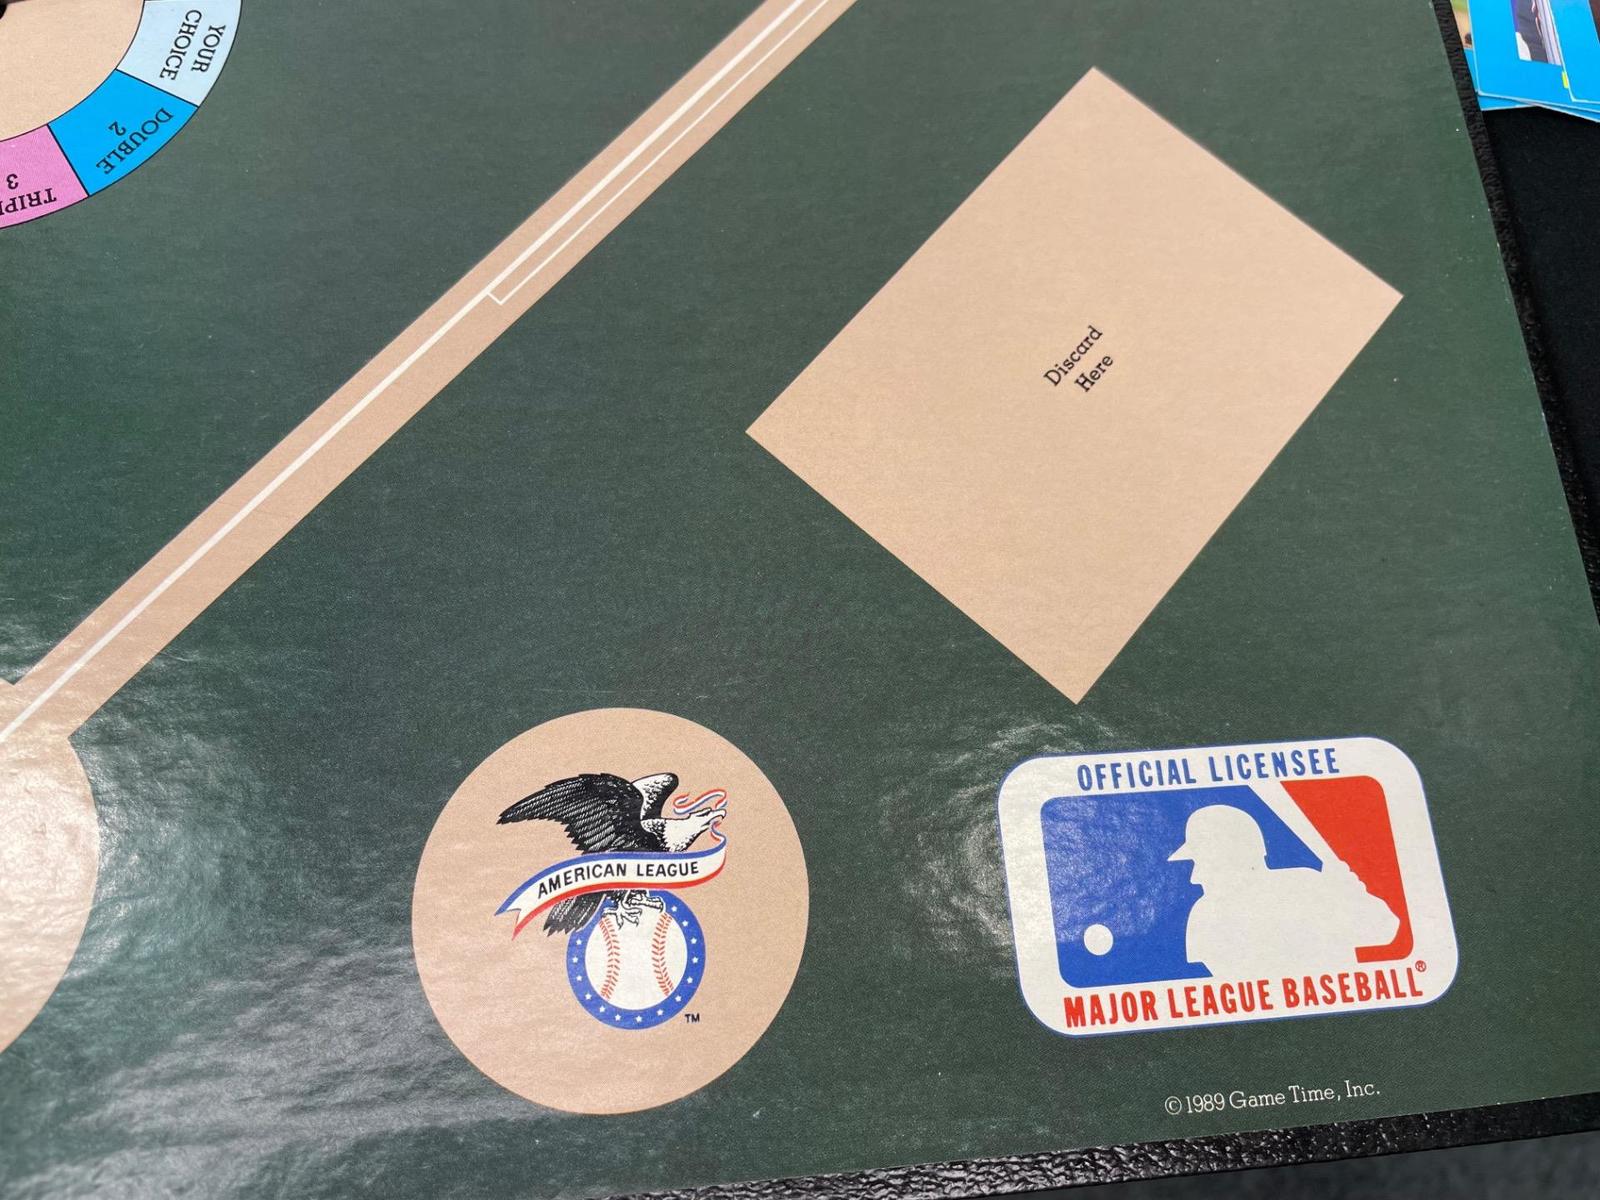 YOUR
CHOICE
DOUBLE
2
3
Discard
Here
AMERICAN LEAGUE
TM
OFFICIAL LICENSEE
MAJOR LEAGUE BASEBALL®
©1989 Game Time, Inc.